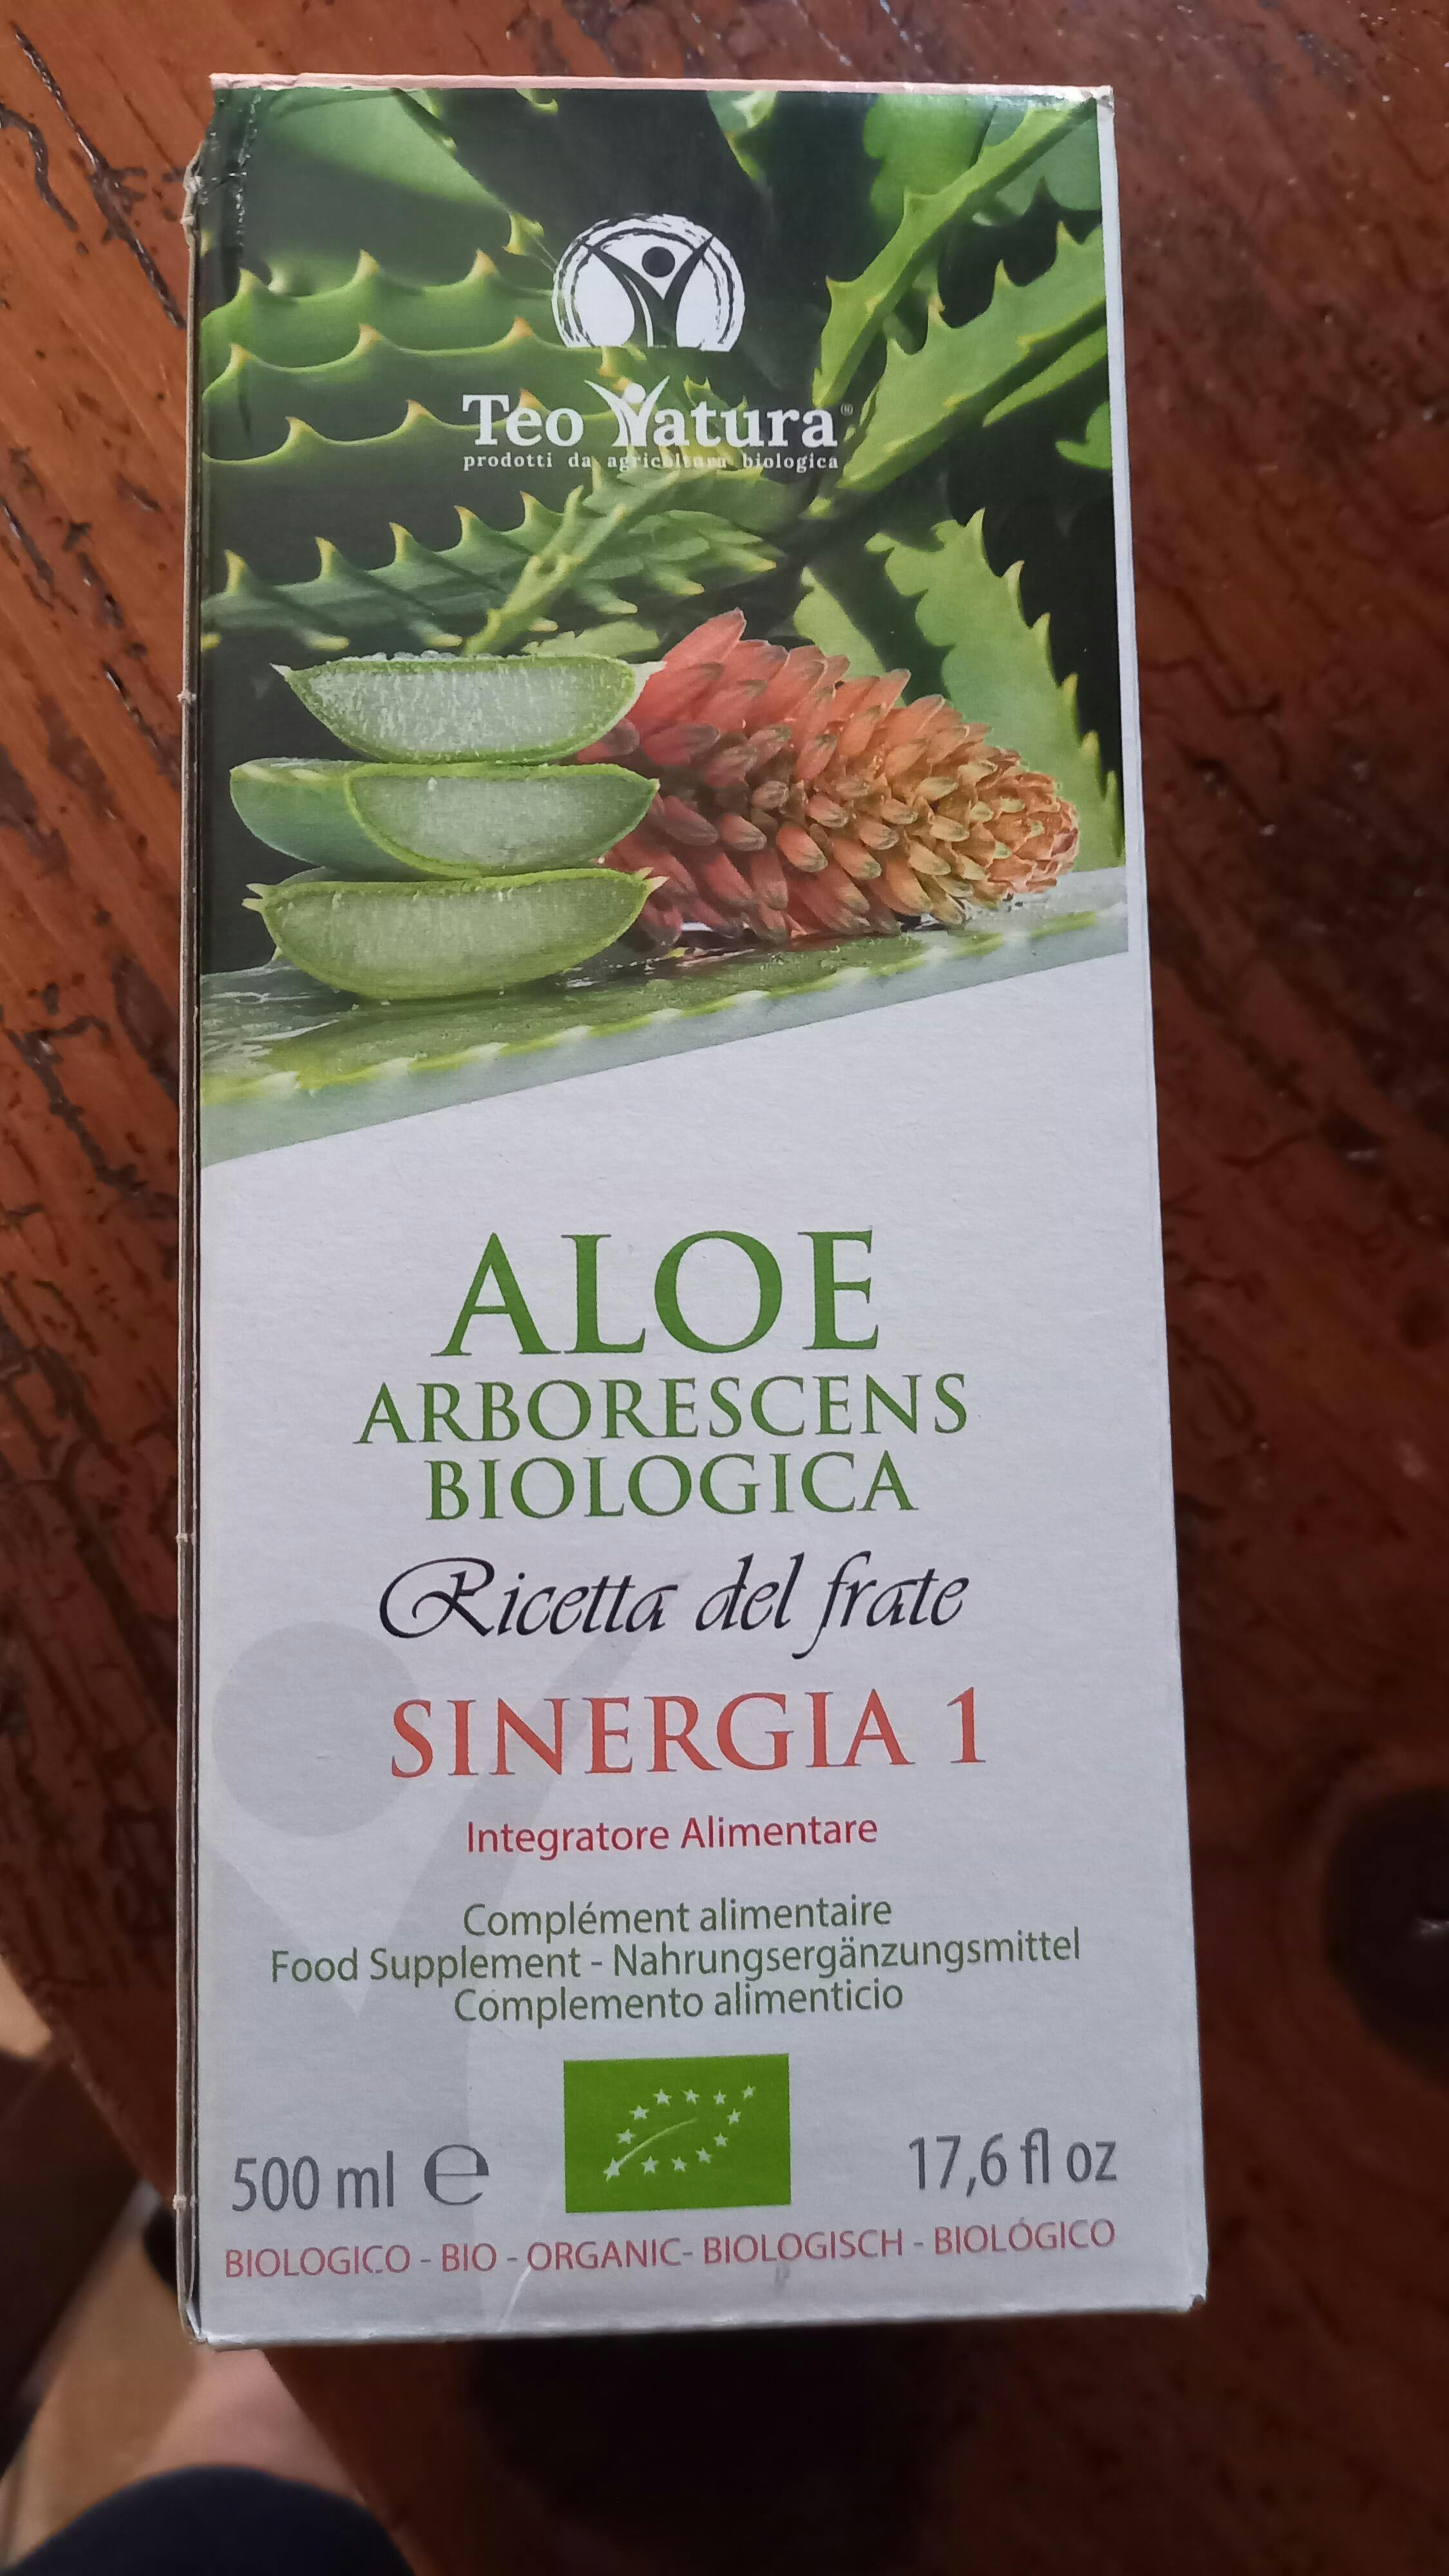 Teo Natura®
prodotti da agricoltura biologica
ALOE
ARBORESCENS
BIOLOGICA
Ricetta del frate
SINERGIA 1
Integratore Alimentare
Complément alimentaire
Food Supplement - Nahrungsergänzungsmittel
Complemento alimenticio
500 ml e
17,6 fl oz
BIOLOGICO - BIO - ORGANIC- BIOLOGISCH - BIOLÓGICO